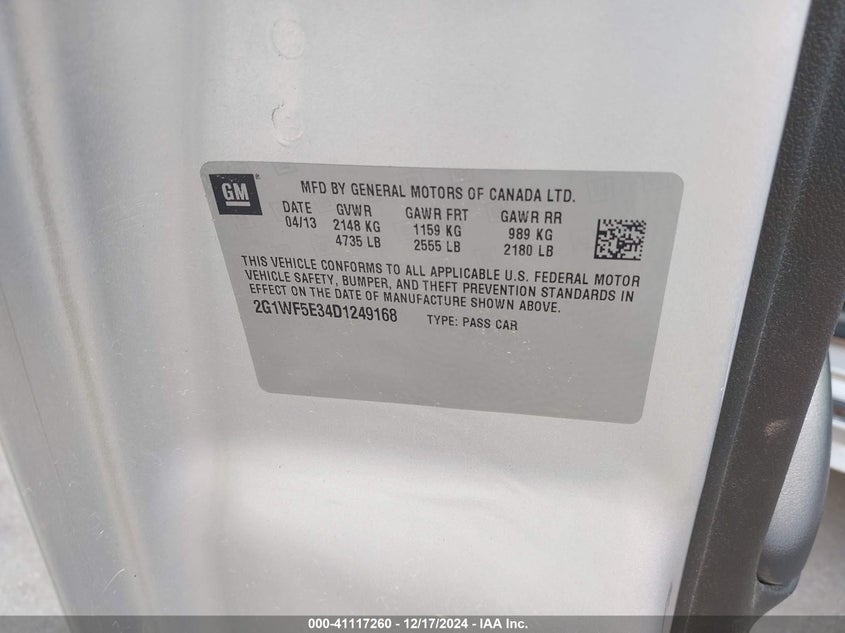 GM ®
MFD BY GENERAL MOTORS OF CANADA LTD.
DATE GVWR GAWR FRT GAWR RR
04/13 2148 KG 1159 KG 989 KG
4735 LB 2555 LB 2180 LB
THIS VEHICLE CONFORMS TO ALL APPLICABLE U.S. FEDERAL MOTOR
VEHICLE SAFETY, BUMPER, AND THEFT PREVENTION STANDARDS IN
EFFECT ON THE DATE OF MANUFACTURE SHOWN ABOVE.
2G1WF5E34D1249168 TYPE: PASS CAR
000-41117260 - 12/17/2024 - IAA Inc.